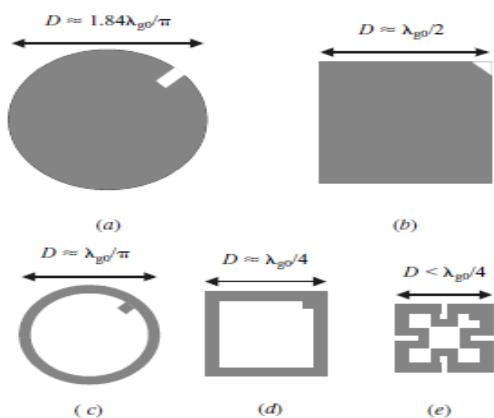 D ≈ 1.84λg0/π
D ≈ λg0/2
(a)
(b)
D ≈ λg0/π
D ≈ λg0/4
D < λg0/4
( c)
(d)
(e)